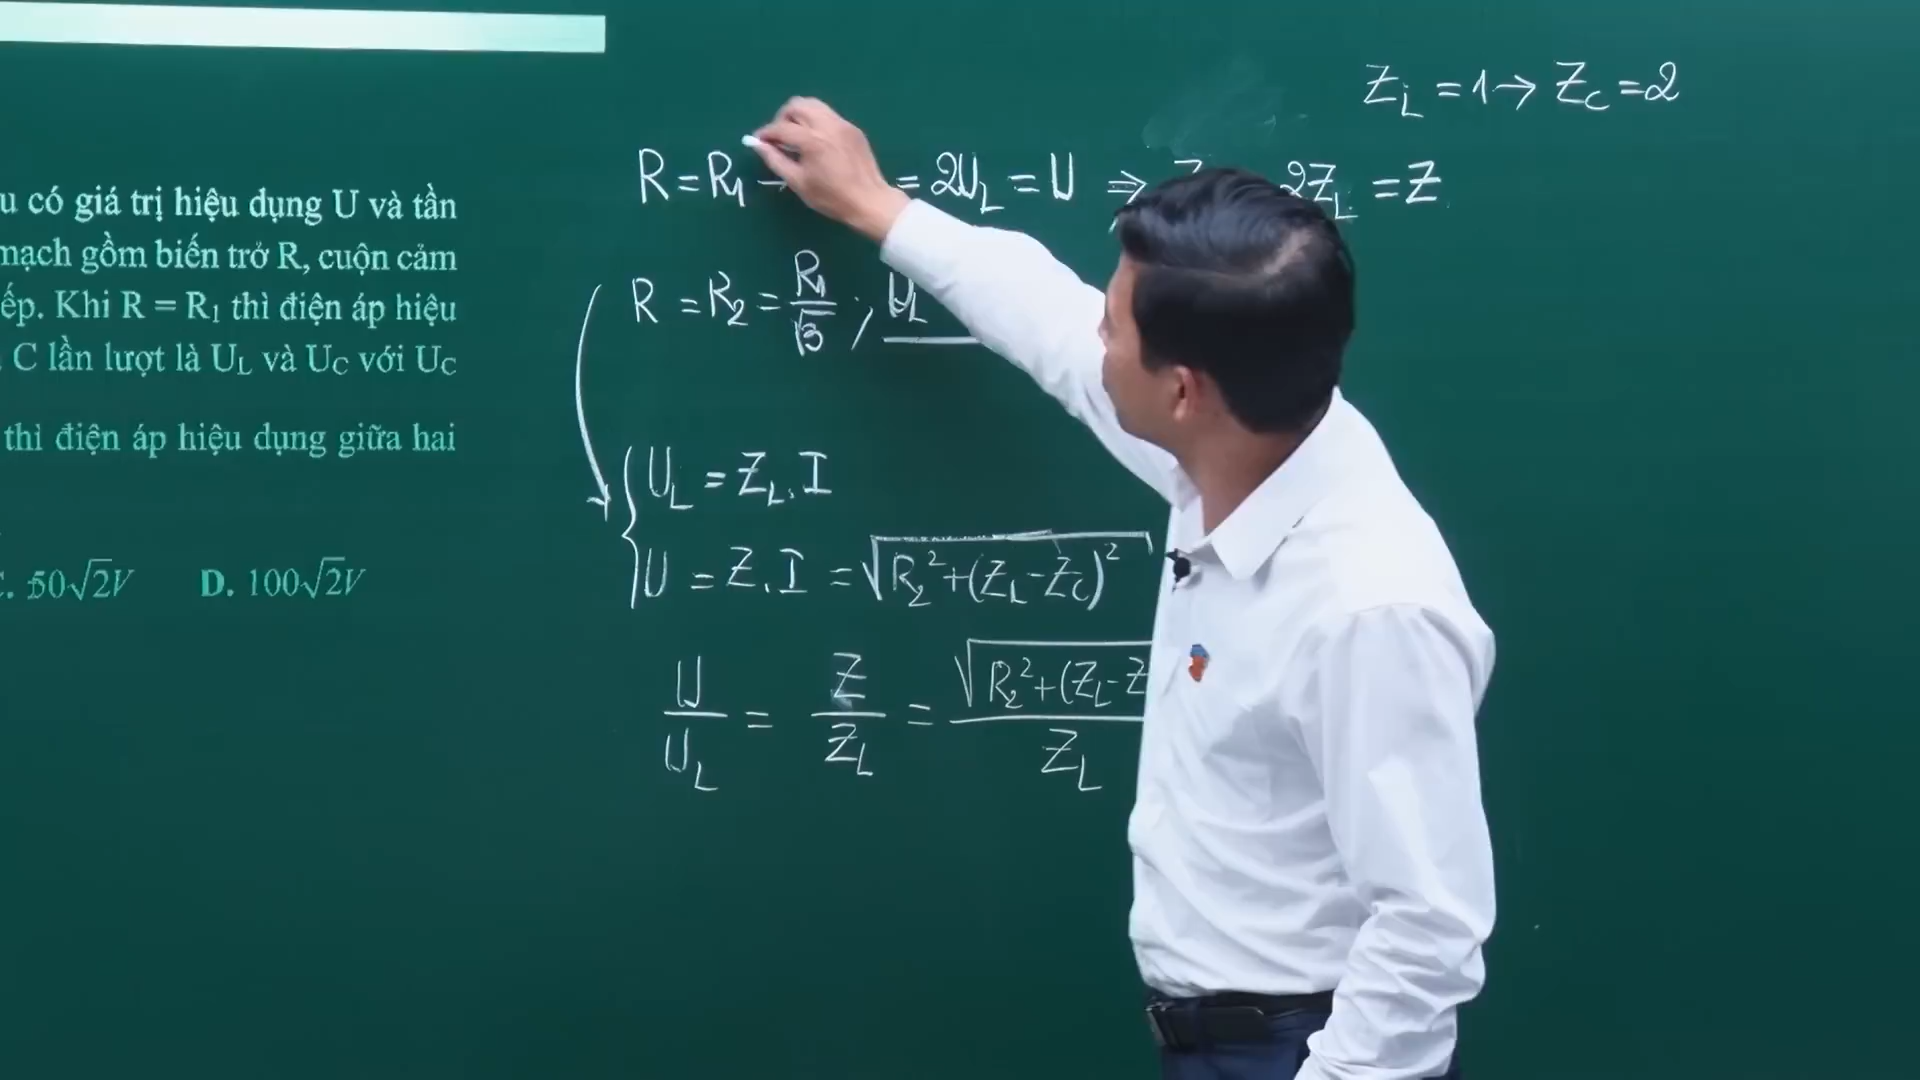 u có giá trị hiệu dụng U và tần
mạch gồm biến trở R, cuộn cảm
ếp. Khi R = R₁ thì điện áp hiệu
C lần lượt là U_L và U_C với U_C
thì điện áp hiệu dụng giữa hai
C. 50√2V D. 100√2V
Z_L = 1 → Z_C = 2
R = R₁ → = 2U_L = U ⇒ 2Z_L = Z
R = R₂ = R₁/√3 ; U_L
U_L = Z_L . I
U = Z . I = √(R₂² + (Z_L - Z_C)²
U/U_L = Z/Z_L = √(R₂² + (Z_L - Z / Z_L